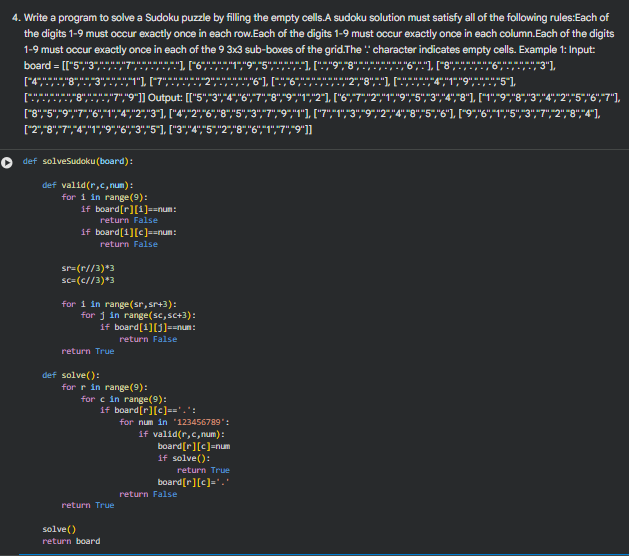 4. Write a program to solve a Sudoku puzzle by filling the empty cells.A sudoku solution must satisfy all of the following rules:Each of
the digits 1-9 must occur exactly once in each row.Each of the digits 1-9 must occur exactly once in each column.Each of the digits
1-9 must occur exactly once in each of the 9 3x3 sub-boxes of the grid.The '.' character indicates empty cells. Example 1: Input:
board = [["5","3",".",".","7",".",".",".","."], ["6",".",".","1","9","5",".",".","."], [".","9","8",".",".",".",".","6","."], ["8",".",".",".","6",".",".",".","3"],
["4",".",".","8",".","3",".",".","1"], ["7",".",".",".","2",".",".",".","6"], [".","6",".",".",".",".","2","8","."], [".",".",".","4","1","9",".",".","5"],
[".",".",".",".","8",".",".","7","9"]] Output: [["5","3","4","6","7","8","9","1","2"], ["6","7","2","1","9","5","3","4","8"], ["1","9","8","3","4","2","5","6","7"],
["8","5","9","7","6","1","4","2","3"], ["4","2","6","8","5","3","7","9","1"], ["7","1","3","9","2","4","8","5","6"], ["9","6","1","5","3","7","2","8","4"],
["2","8","7","4","1","9","6","3","5"], ["3","4","5","2","8","6","1","7","9"]]
def solveSudoku(board):
def valid(r,c,num):
for i in range(9):
if board[r][i]==num:
return False
if board[i][c]==num:
return False
sr=(r//3)*3
sc=(c//3)*3
for i in range(sr,sr+3):
for j in range(sc,sc+3):
if board[i][j]==num:
return False
return True
def solve():
for r in range(9):
for c in range(9):
if board[r][c]=='.':
for num in '123456789':
if valid(r,c,num):
board[r][c]=num
if solve():
return True
board[r][c]='.'
return False
return True
solve()
return board